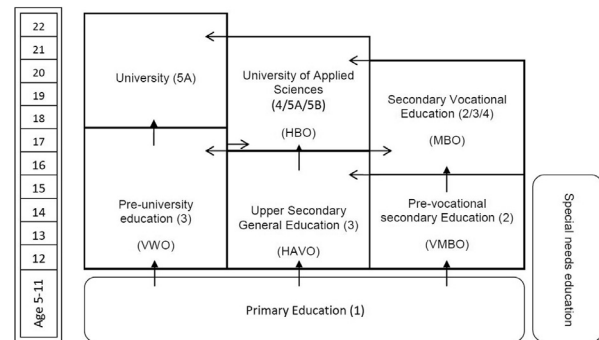 22
21
20
19
18
17
16
15
14
13
12
Age 5-11
University (5A)
University of Applied
Sciences
(4/5A/5B)
(HBO)
Secondary Vocational
Education (2/3/4)
(MBO)
Pre-university
education (3)
(VWO)
Upper Secondary
General Education (3)
(HAVO)
Pre-vocational
secondary Education (2)
(VMBO)
Primary Education (1)
Special needs education